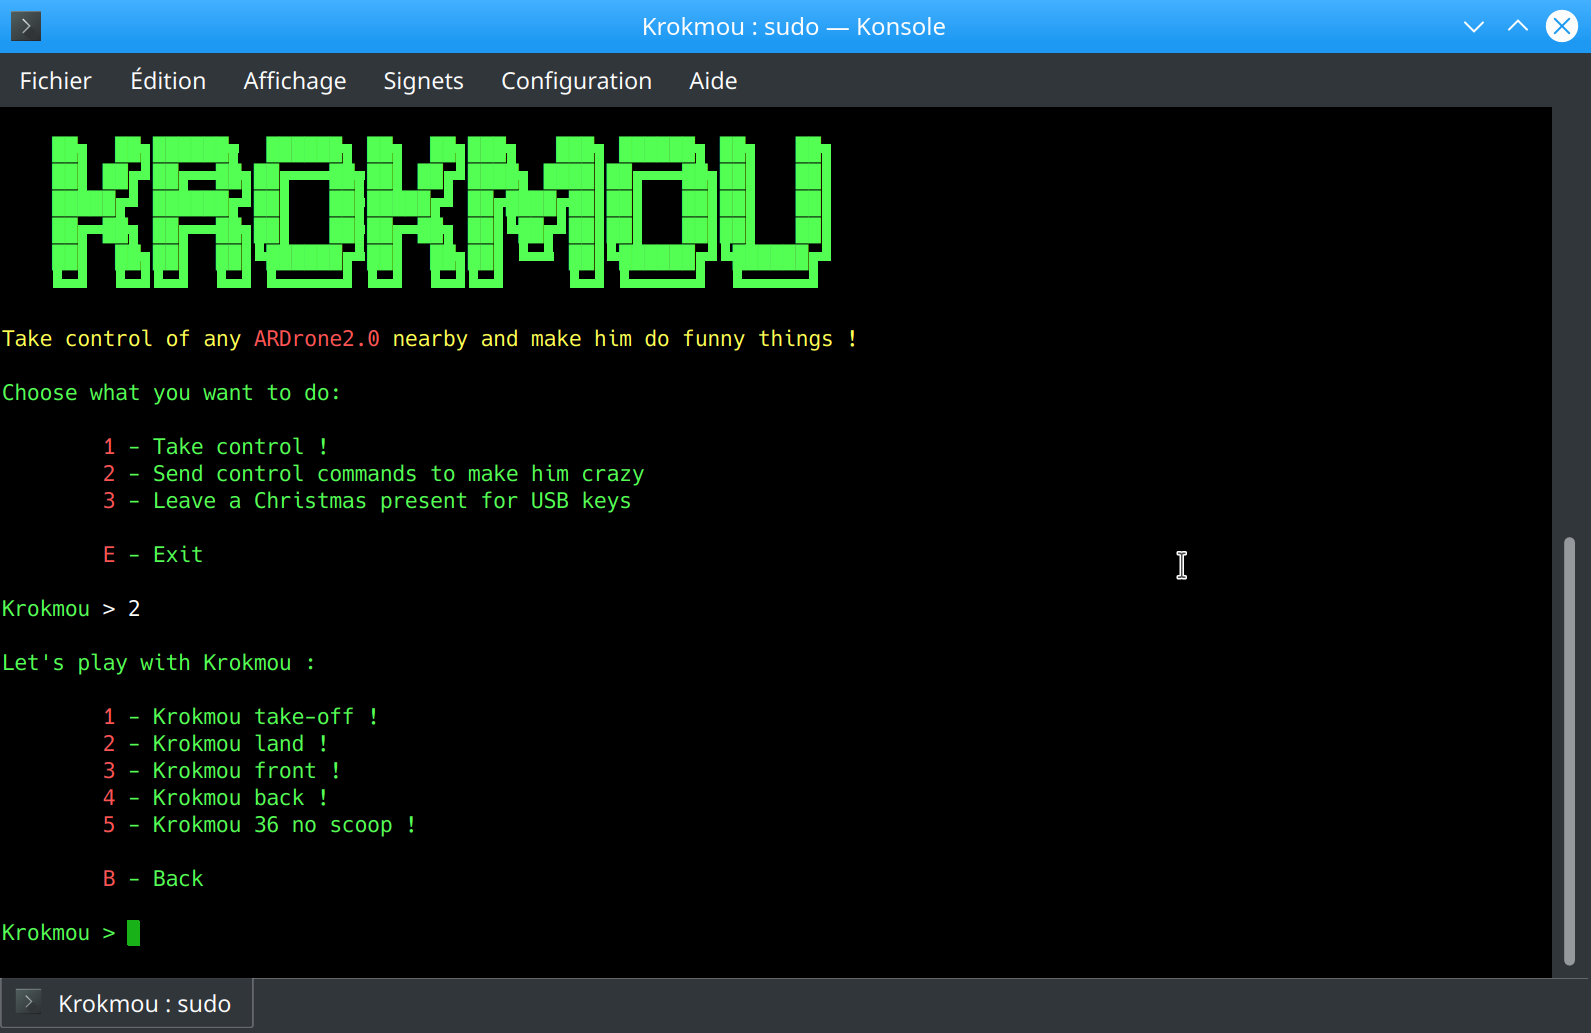 Krokmou : sudo — Konsole
Fichier Édition Affichage Signets Configuration Aide
KROKMOU
Take control of any ARDrone2.0 nearby and make him do funny things !
Choose what you want to do:
1 - Take control !
2 - Send control commands to make him crazy
3 - Leave a Christmas present for USB keys
E - Exit
Krokmou > 2
Let's play with Krokmou :
1 - Krokmou take-off !
2 - Krokmou land !
3 - Krokmou front !
4 - Krokmou back !
5 - Krokmou 36 no scoop !
B - Back
Krokmou >
Krokmou : sudo